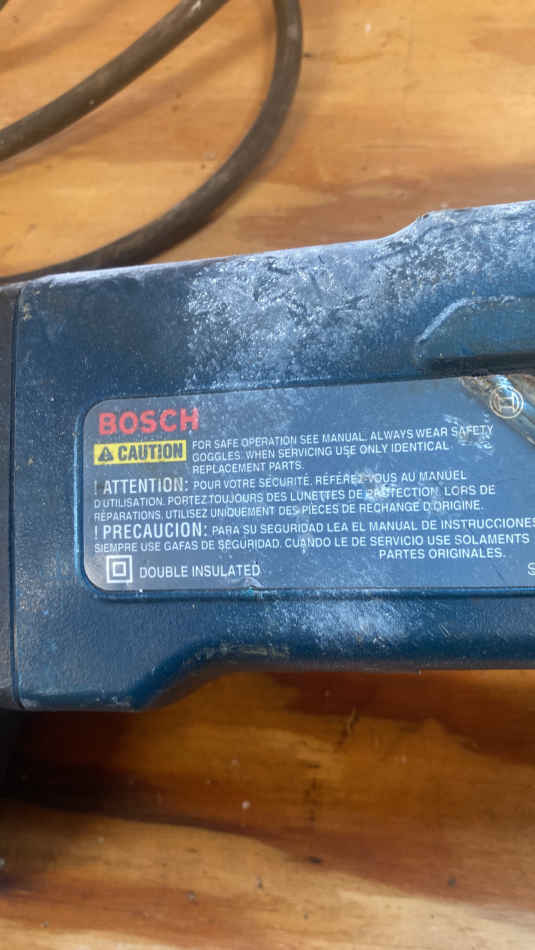 BOSCH
CAUTION FOR SAFE OPERATION SEE MANUAL. ALWAYS WEAR SAFETY
GOGGLES. WHEN SERVICING USE ONLY IDENTICAL
REPLACEMENT PARTS.
! ATTENTION: POUR VOTRE SÉCURITÉ, RÉFÉREZ VOUS AU MANUEL
D'UTILISATION. PORTEZ TOUJOURS DES LUNETTES DE PROTECTION. LORS DE
RÉPARATIONS, UTILISEZ UNIQUEMENT DES PIÈCES DE RECHANGE D'ORIGINE.
! PRECAUCION: PARA SU SEGURIDAD LEA EL MANUAL DE INSTRUCCIONES
SIEMPRE USE GAFAS DE SEGURIDAD. CUANDO LE DE SERVICIO USE SOLAMENTS
PARTES ORIGINALES.
DOUBLE INSULATED